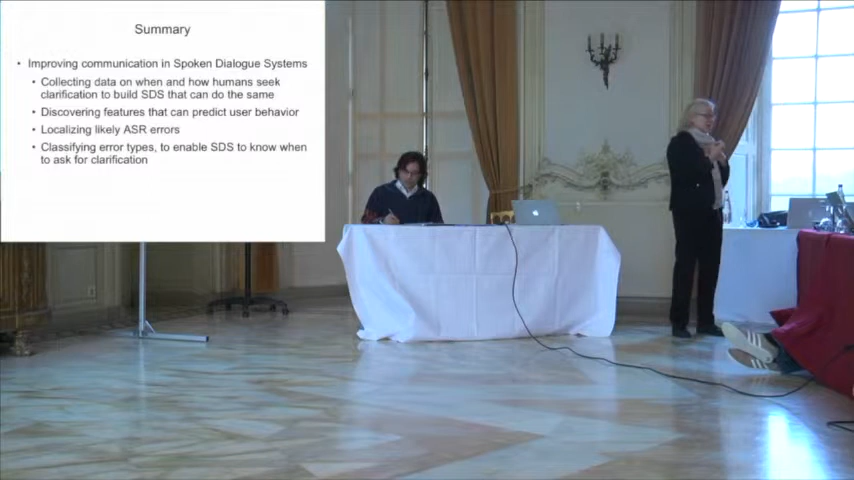 Summary
• Improving communication in Spoken Dialogue Systems
• Collecting data on when and how humans seek
clarification to build SDS that can do the same
• Discovering features that can predict user behavior
• Localizing likely ASR errors
• Classifying error types, to enable SDS to know when
to ask for clarification